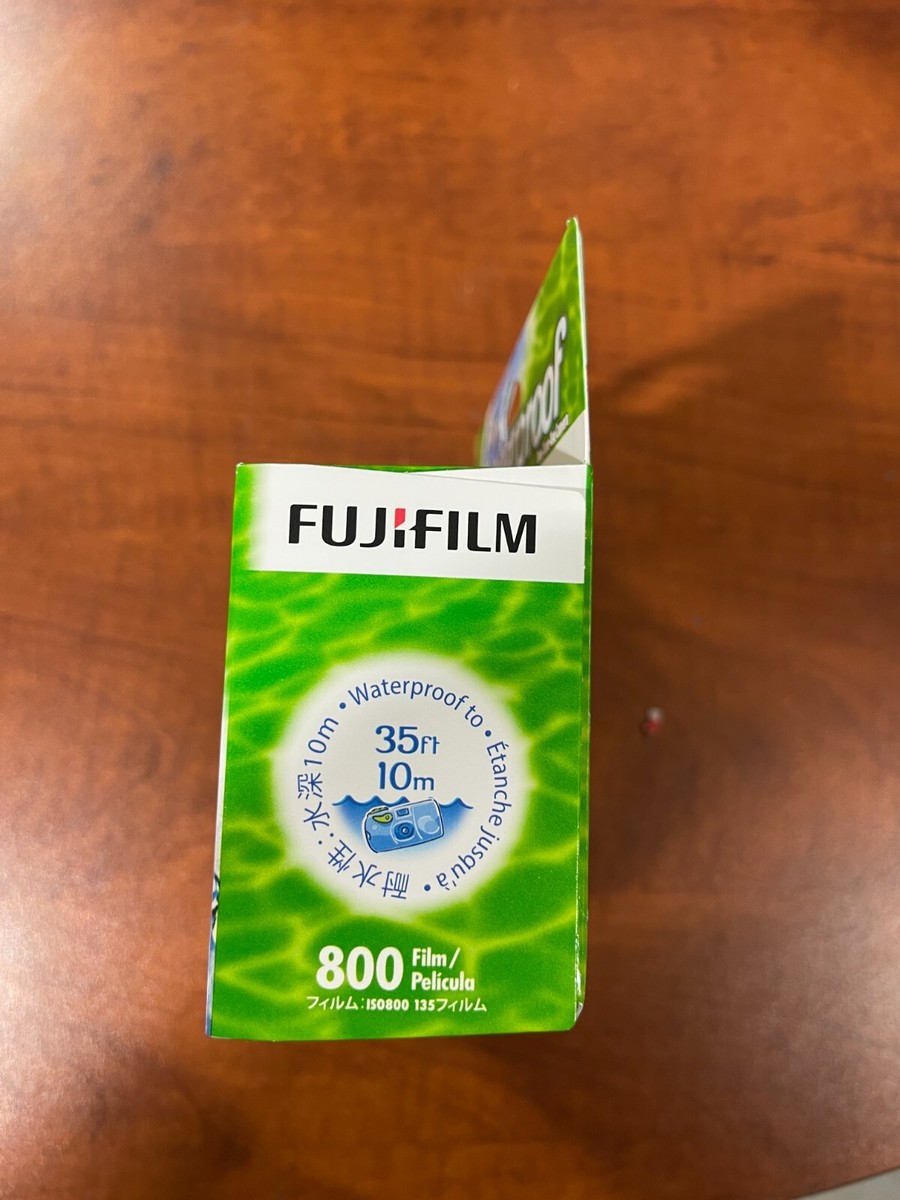 FUJIFILM
• Waterproof to • Étanche jusqu'à • 耐水性:水深10m
35ft
10m
800 Film/
Película
フィルム:ISO800 135フィルム